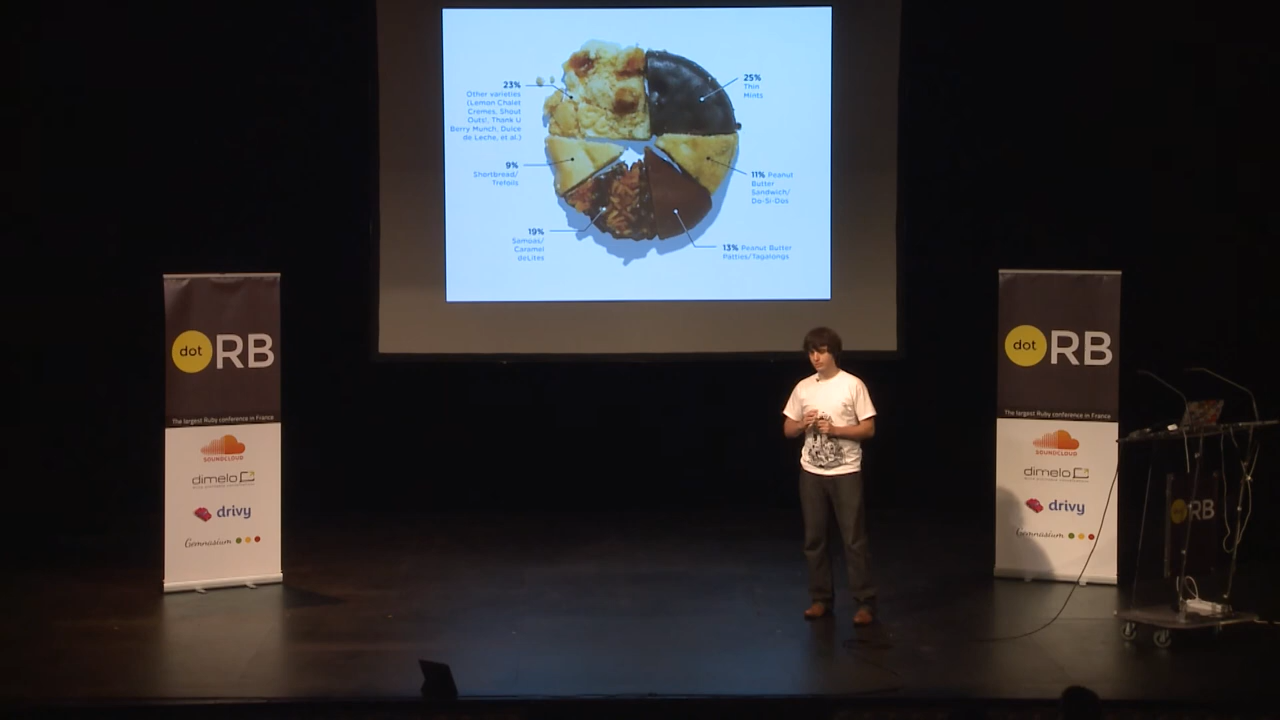 23%
Other varieties
(Lemon Chalet
Cremes, Shout
Outs!, Thank U
Berry Munch, Dulce
de Leche, et al.)
25%
Thin
Mints
9%
Shortbread/
Trefoils
11% Peanut
Butter
Sandwich/
Do-Si-Dos
19%
Samoas/
Caramel
deLites
13% Peanut Butter
Patties/Tagalongs
dot RB
The largest Ruby conference in France
SOUNDCLOUD
dimelo
drivy
Gemnasium
dot RB
The largest Ruby conference in France
SOUNDCLOUD
dimelo
drivy
Gemnasium
dot RB